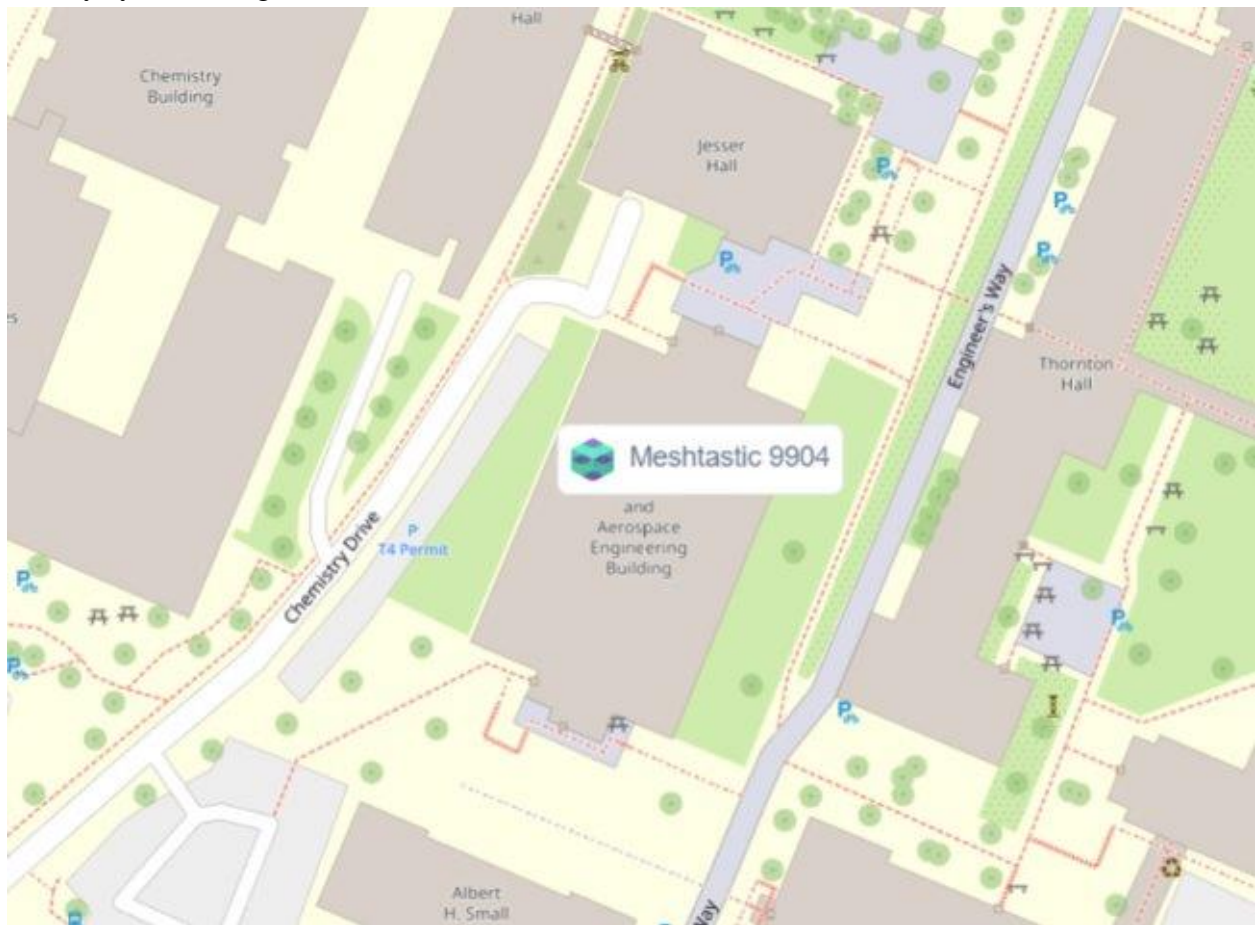 Hall
Chemistry
Building
Jesser
Hall
Engineer's Way
Thornton
Hall
Meshtastic 9904
and
Aerospace
Engineering
Building
P
T4 Permit
Chemistry Drive
Albert
H. Small
Way